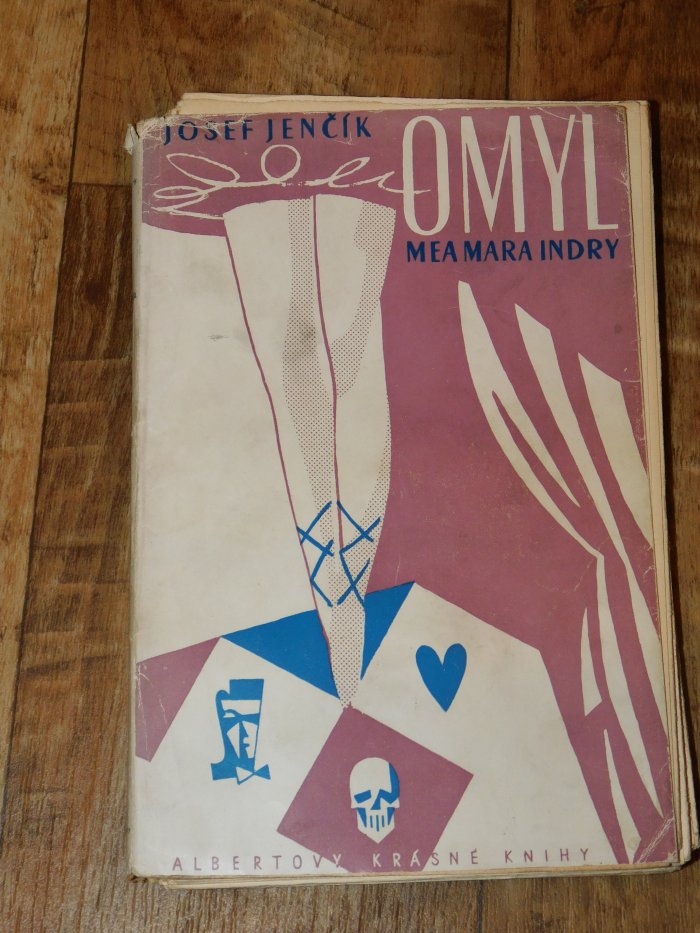 JOSEF JENČÍK
OMYL
MEA MARA INDRY
ALBERTOVY KRÁSNÉ KNIHY